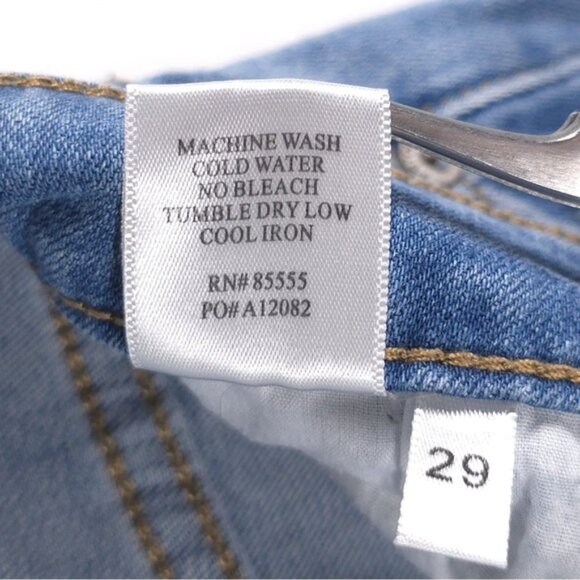 MACHINE WASH
COLD WATER
NO BLEACH
TUMBLE DRY LOW
COOL IRON
RN# 85555
PO# A12082
29